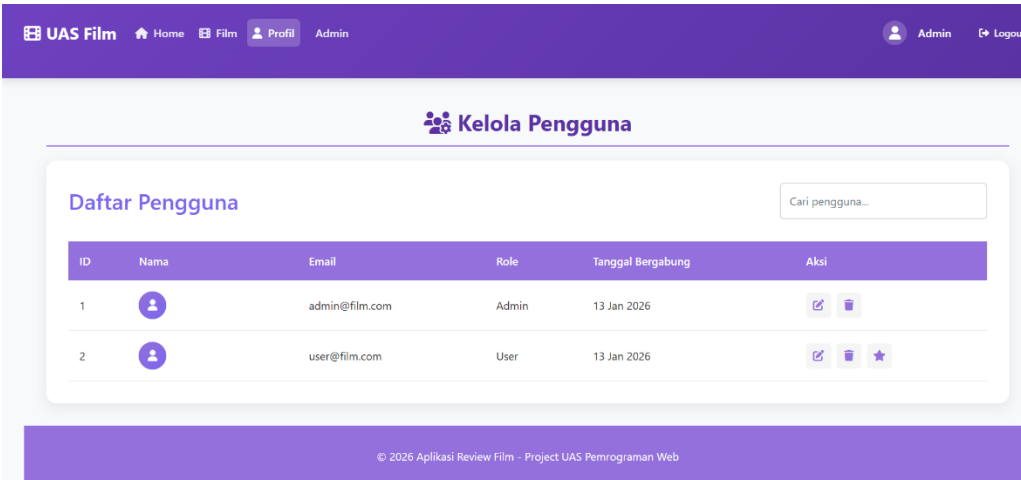 UAS Film Home Film Profil Admin Admin Logou
Kelola Pengguna
Daftar Pengguna
Cari pengguna...
ID Nama Email Role Tanggal Bergabung Aksi
1 admin@film.com Admin 13 Jan 2026
2 user@film.com User 13 Jan 2026
© 2026 Aplikasi Review Film - Project UAS Pemrograman Web